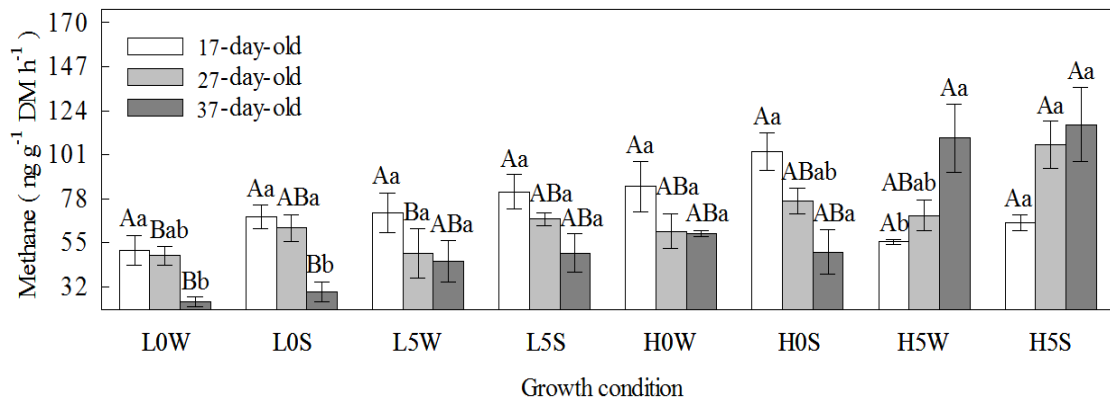 Methane ( ng g⁻¹ DM h⁻¹ )
170
147
124
101
78
55
32
17-day-old
27-day-old
37-day-old
Aa Bab Bb
Aa ABa Bb
Aa Ba ABa
Aa ABa ABa
Aa ABa ABa
Aa ABab ABa
Ab ABab Aa
Aa Aa Aa
L0W L0S L5W L5S H0W H0S H5W H5S
Growth condition